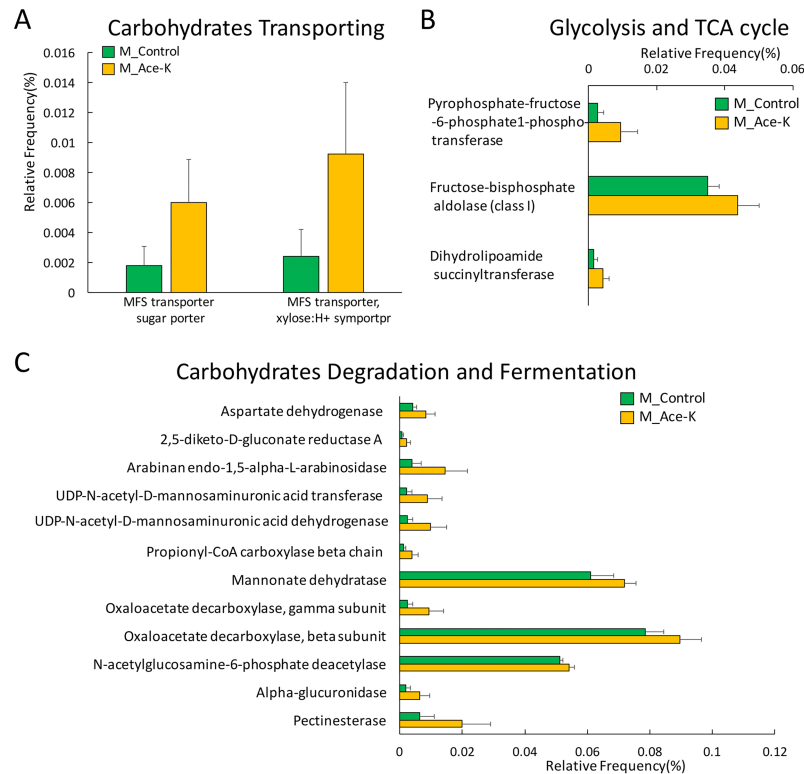 A
Carbohydrates Transporting
Relative Frequency(%)
0.016
0.014
0.012
0.01
0.008
0.006
0.004
0.002
0
M_Control
M_Ace-K
MFS transporter
sugar porter
MFS transporter,
xylose:H+ symportpr
B
Glycolysis and TCA cycle
Relative Frequency(%)
0 0.02 0.04 0.06
M_Control
M_Ace-K
Pyrophosphate-fructose
-6-phosphate1-phospho-
transferase
Fructose-bisphosphate
aldolase (class I)
Dihydrolipoamide
succinyltransferase
C
Carbohydrates Degradation and Fermentation
M_Control
M_Ace-K
Aspartate dehydrogenase
2,5-diketo-D-gluconate reductase A
Arabinan endo-1,5-alpha-L-arabinosidase
UDP-N-acetyl-D-mannosaminuronic acid transferase
UDP-N-acetyl-D-mannosaminuronic acid dehydrogenase
Propionyl-CoA carboxylase beta chain
Mannonate dehydratase
Oxaloacetate decarboxylase, gamma subunit
Oxaloacetate decarboxylase, beta subunit
N-acetylglucosamine-6-phosphate deacetylase
Alpha-glucuronidase
Pectinesterase
0 0.02 0.04 0.06 0.08 0.1 0.12
Relative Frequency(%)